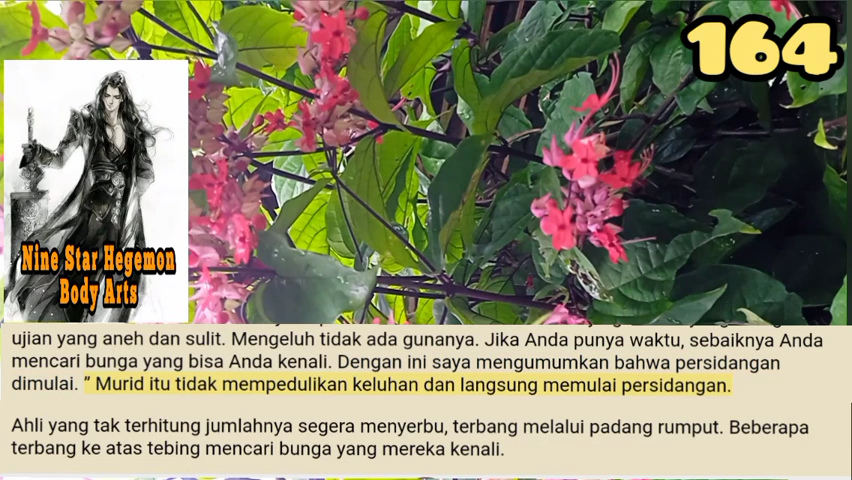 164
Nine Star Hegemon
Body Arts
ujian yang aneh dan sulit. Mengeluh tidak ada gunanya. Jika Anda punya waktu, sebaiknya Anda
mencari bunga yang bisa Anda kenali. Dengan ini saya mengumumkan bahwa persidangan
dimulai. ” Murid itu tidak mempedulikan keluhan dan langsung memulai persidangan.
Ahli yang tak terhitung jumlahnya segera menyerbu, terbang melalui padang rumput. Beberapa
terbang ke atas tebing mencari bunga yang mereka kenali.